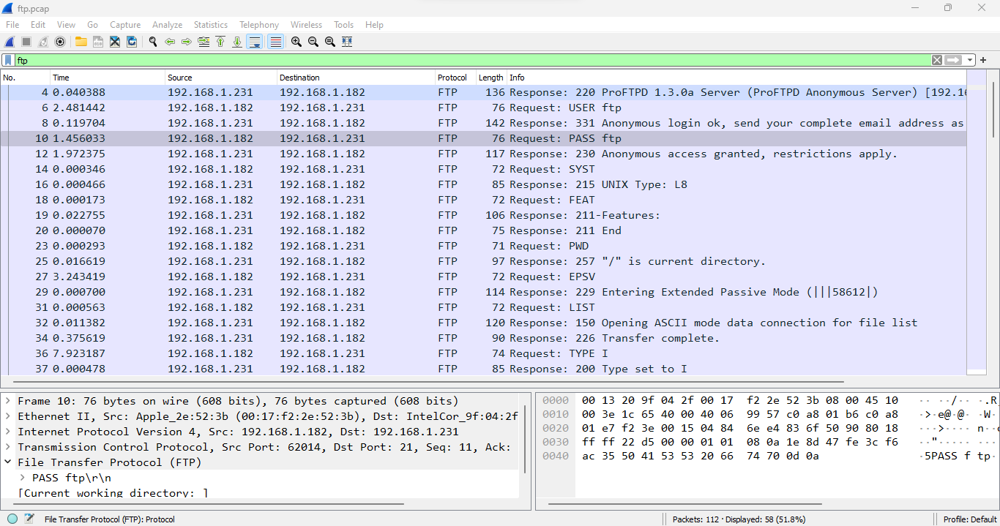 ftp.pcap
File Edit View Go Capture Analyze Statistics Telephony Wireless Tools Help
ftp
No. Time Source Destination Protocol Length Info
4 0.040388 192.168.1.231 192.168.1.182 FTP 136 Response: 220 ProFTPD 1.3.0a Server (ProFTPD Anonymous Server) [192.1
6 2.481442 192.168.1.182 192.168.1.231 FTP 76 Request: USER ftp
8 0.119704 192.168.1.231 192.168.1.182 FTP 142 Response: 331 Anonymous login ok, send your complete email address as
10 1.456033 192.168.1.182 192.168.1.231 FTP 76 Request: PASS ftp
12 1.972375 192.168.1.231 192.168.1.182 FTP 117 Response: 230 Anonymous access granted, restrictions apply.
14 0.000346 192.168.1.182 192.168.1.231 FTP 72 Request: SYST
16 0.000466 192.168.1.231 192.168.1.182 FTP 85 Response: 215 UNIX Type: L8
18 0.000173 192.168.1.182 192.168.1.231 FTP 72 Request: FEAT
19 0.022755 192.168.1.231 192.168.1.182 FTP 106 Response: 211-Features:
20 0.000070 192.168.1.231 192.168.1.182 FTP 75 Response: 211 End
23 0.000293 192.168.1.182 192.168.1.231 FTP 71 Request: PWD
25 0.016619 192.168.1.231 192.168.1.182 FTP 97 Response: 257 "/" is current directory.
27 3.243419 192.168.1.182 192.168.1.231 FTP 72 Request: EPSV
29 0.000700 192.168.1.231 192.168.1.182 FTP 114 Response: 229 Entering Extended Passive Mode (|||58612|)
31 0.000563 192.168.1.182 192.168.1.231 FTP 72 Request: LIST
32 0.011382 192.168.1.231 192.168.1.182 FTP 120 Response: 150 Opening ASCII mode data connection for file list
34 0.375619 192.168.1.231 192.168.1.182 FTP 90 Response: 226 Transfer complete.
36 7.923187 192.168.1.182 192.168.1.231 FTP 74 Request: TYPE I
37 0.000478 192.168.1.231 192.168.1.182 FTP 85 Response: 200 Type set to I
Frame 10: 76 bytes on wire (608 bits), 76 bytes captured (608 bits)
Ethernet II, Src: Apple_2e:52:3b (00:17:f2:2e:52:3b), Dst: IntelCor_9f:04:2f
Internet Protocol Version 4, Src: 192.168.1.182, Dst: 192.168.1.231
Transmission Control Protocol, Src Port: 62014, Dst Port: 21, Seq: 11, Ack:
File Transfer Protocol (FTP)
PASS ftp\r\n
[Current working directory: ]
0000 00 13 20 9f 04 2f 00 17 f2 2e 52 3b 08 00 45 10 ·· ··/·· ·.R
0010 00 3e 1c 65 40 00 40 06 99 57 c0 a8 01 b6 c0 a8 ·>·e@·@· ·W·
0020 01 e7 f2 3e 00 15 04 84 6e e4 83 6f 50 90 80 18 ···>···· n··
0030 ff ff 22 d5 00 00 01 01 08 0a 1e 8d 47 fe 3c f6 ··"····· ···
0040 ac 35 50 41 53 53 20 66 74 70 0d 0a ·5PASS f tp·
File Transfer Protocol (FTP): Protocol
Packets: 112 · Displayed: 58 (51.8%)
Profile: Default